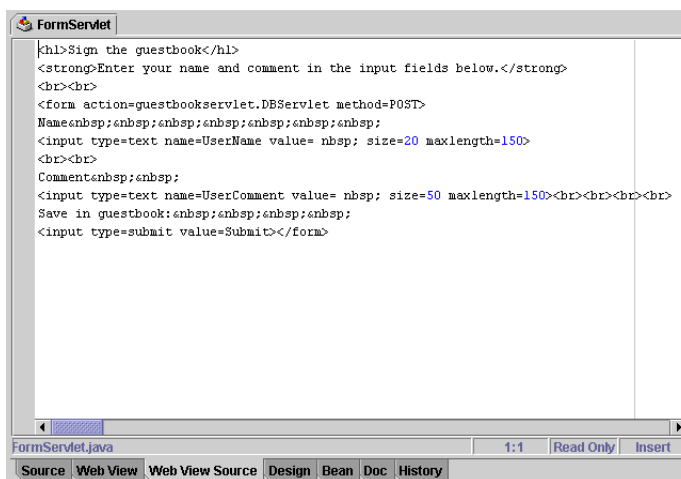 FormServlet
<h1>Sign the guestbook</h1>
<strong>Enter your name and comment in the input fields below.</strong>
<br><br>
<form action=guestbookservlet.DBServlet method=POST>
Name&nbsp;&nbsp;&nbsp;&nbsp;&nbsp;&nbsp;
<input type=text name=UserName value= nbsp; size=20 maxlength=150>
<br><br>
Comment&nbsp;&nbsp;
<input type=text name=UserComment value= nbsp; size=50 maxlength=150><br><br><br><br>
Save in guestbook:&nbsp;&nbsp;&nbsp;&nbsp;
<input type=submit value=Submit></form>
FormServlet.java 1:1 Read Only Insert
Source Web View Web View Source Design Bean Doc History